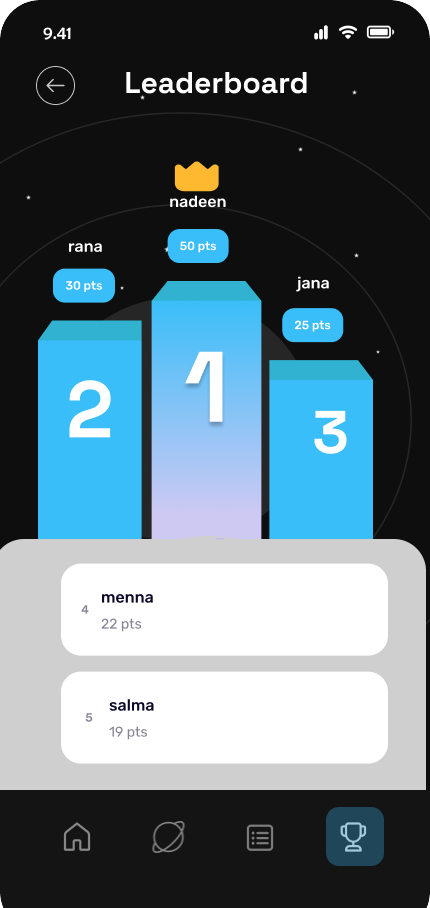 9.41
Leaderboard
nadeen
50 pts
rana
30 pts
jana
25 pts
2
1
3
4
menna
22 pts
5
salma
19 pts